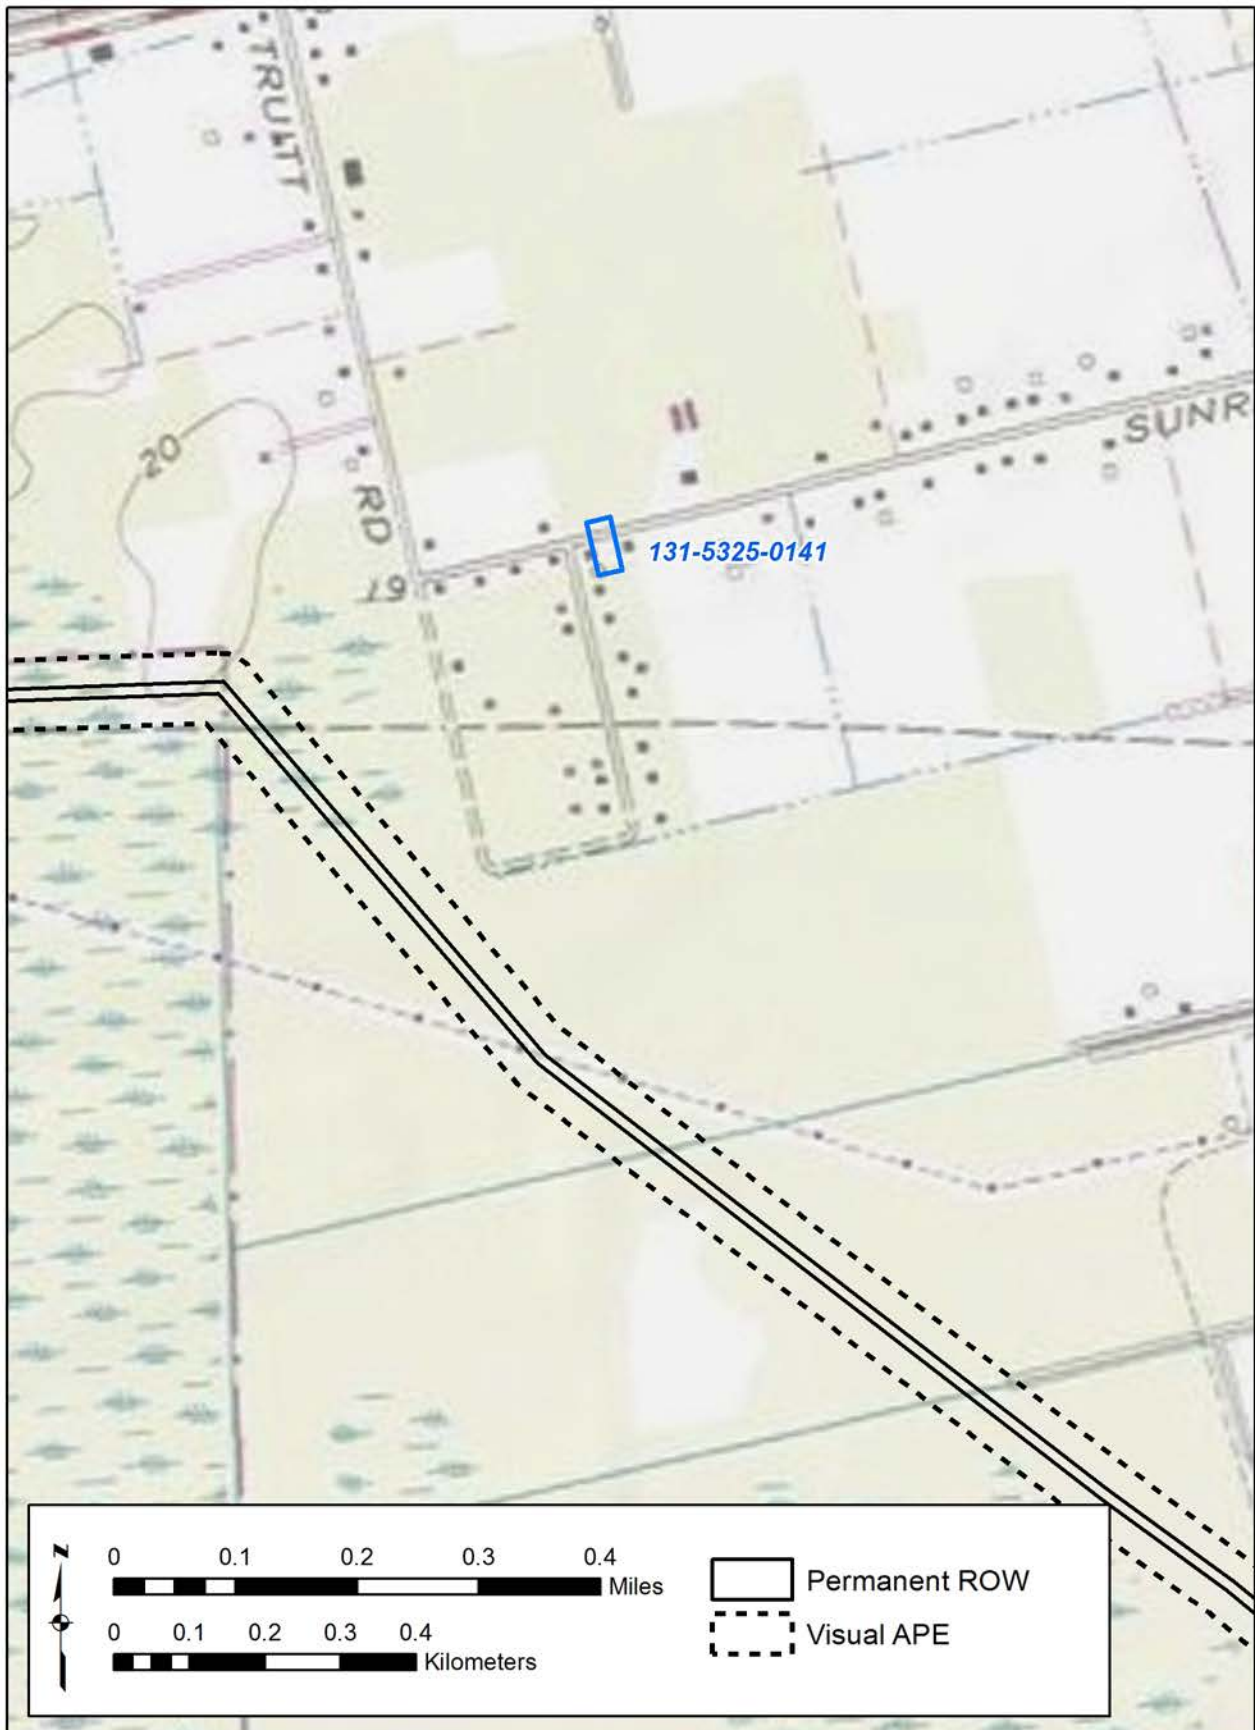 TRUITT
RD
20
SUNR
131-5325-0141
19
N
0 0.1 0.2 0.3 0.4
Miles
0 0.1 0.2 0.3 0.4
Kilometers
Permanent ROW
Visual APE